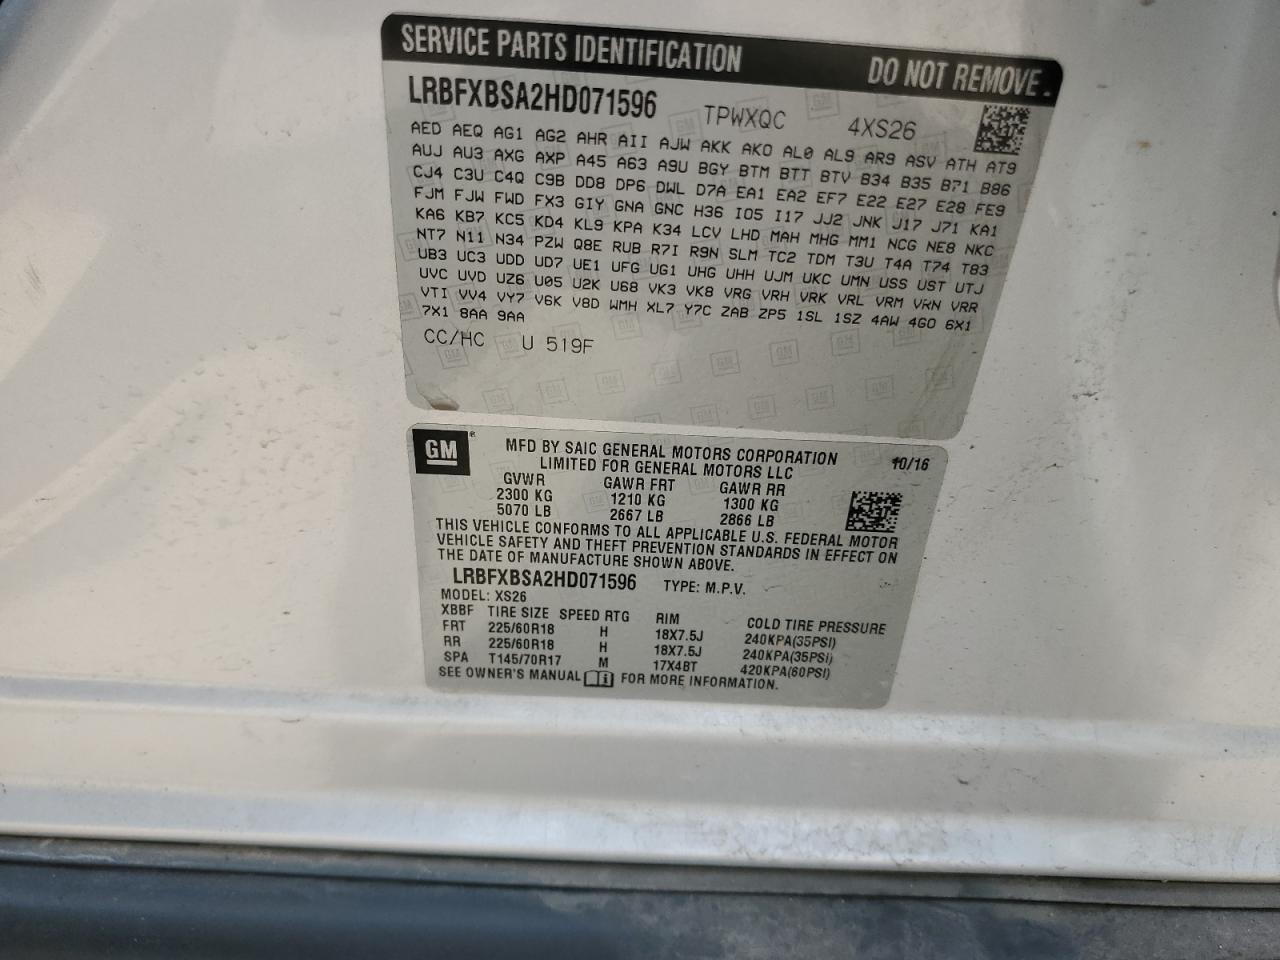 SERVICE PARTS IDENTIFICATION DO NOT REMOVE.
LRBFXBSA2HD071596 TPWXQC 4XS26
AED AEQ AG1 AG2 AHR AII AJW AKK AKO AL0 AL9 AR9 ASV ATH AT9
AUJ AU3 AXG AXP A45 A63 A9U BGY BTM BTT BTV B34 B35 B71 B86
CJ4 C3U C4Q C9B DD8 DP6 DWL D7A EA1 EA2 EF7 E22 E27 E28 FE9
FJM FJW FWD FX3 GIY GNA GNC H36 I05 I17 JJ2 JNK J17 J71 KA1
KA6 KB7 KC5 KD4 KL9 KPA K34 LCV LHD MAH MHG MM1 NCG NE8 NKC
NT7 N11 N34 PZW Q8E RUB R7I R9N SLM TC2 TDM T3U T4A T74 T83
UB3 UC3 UDD UD7 UE1 UFG UG1 UHG UHH UJM UKC UMN USS UST UTJ
UVC UVD UZ6 U05 U2K U68 VK3 VK8 VRG VRH VRK VRL VRM VRN VRR
VTI VV4 VY7 V6K V8D WMH XL7 Y7C ZAB ZP5 1SL 1SZ 4AW 4G0 6X1
7X1 8AA 9AA
CC/HC U 519F
GM
MFD BY SAIC GENERAL MOTORS CORPORATION 10/16
LIMITED FOR GENERAL MOTORS LLC
GVWR GAWR FRT GAWR RR
2300 KG 1210 KG 1300 KG
5070 LB 2667 LB 2866 LB
THIS VEHICLE CONFORMS TO ALL APPLICABLE U.S. FEDERAL MOTOR
VEHICLE SAFETY AND THEFT PREVENTION STANDARDS IN EFFECT ON
THE DATE OF MANUFACTURE SHOWN ABOVE.
LRBFXBSA2HD071596 TYPE: M.P.V.
MODEL: XS26
XBBF TIRE SIZE SPEED RTG RIM COLD TIRE PRESSURE
FRT 225/60R18 H 18X7.5J 240KPA(35PSI)
RR 225/60R18 H 18X7.5J 240KPA(35PSI)
SPA T145/70R17 M 17X4BT 420KPA(60PSI)
SEE OWNER'S MANUAL FOR MORE INFORMATION.